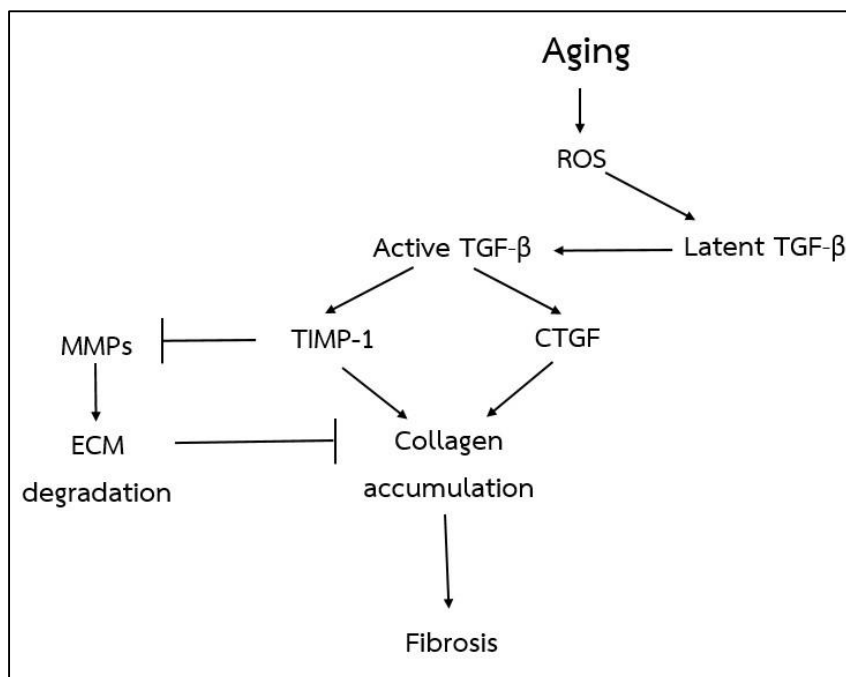 Aging
ROS
Active TGF-β
Latent TGF-β
MMPs
TIMP-1
CTGF
ECM
degradation
Collagen
accumulation
Fibrosis